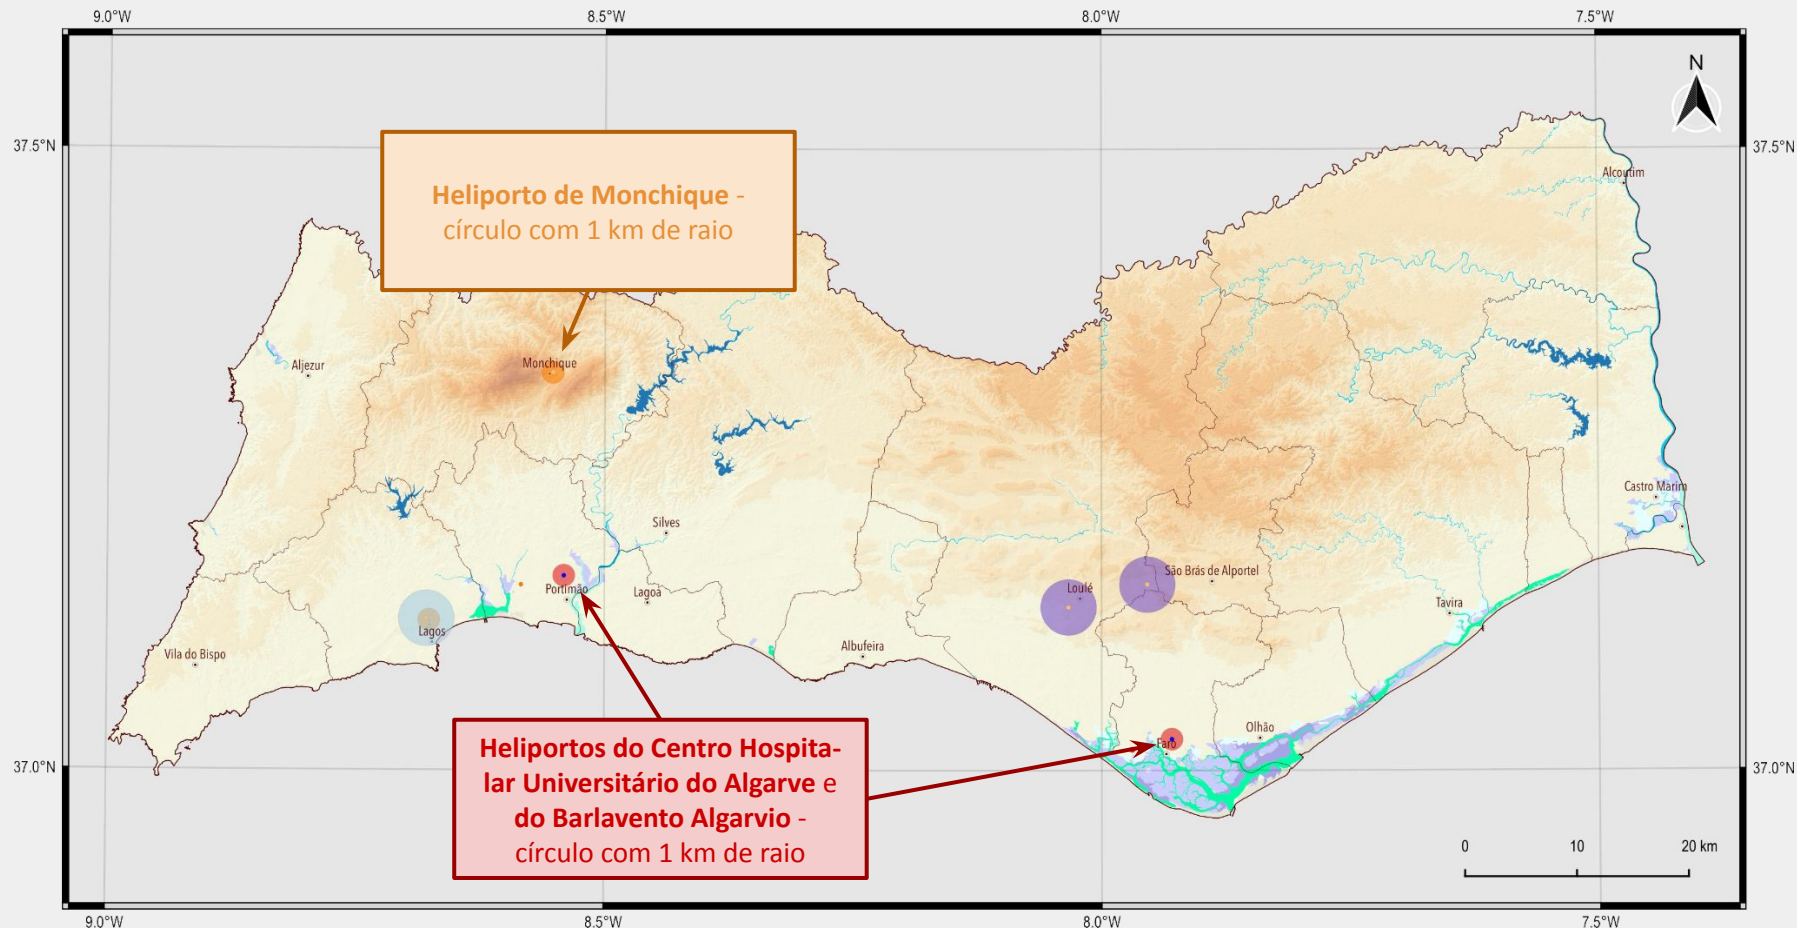 9.0°W 8.5°W 8.0°W 7.5°W
N
37.5°N 37.5°N
Heliporto de Monchique -
círculo com 1 km de raio
Alcoutim
Monchique
Aljezur
Castro Marim
Silves
São Brás de Alportel
Portimão
Lagoa
Loulé
Tavira
Lagos
Vila do Bispo
Albufeira
Olhão
Faro
Heliportos do Centro Hospita-
lar Universitário do Algarve e
do Barlavento Algarvio -
círculo com 1 km de raio
37.0°N 37.0°N
0 10 20 km
9.0°W 8.5°W 8.0°W 7.5°W